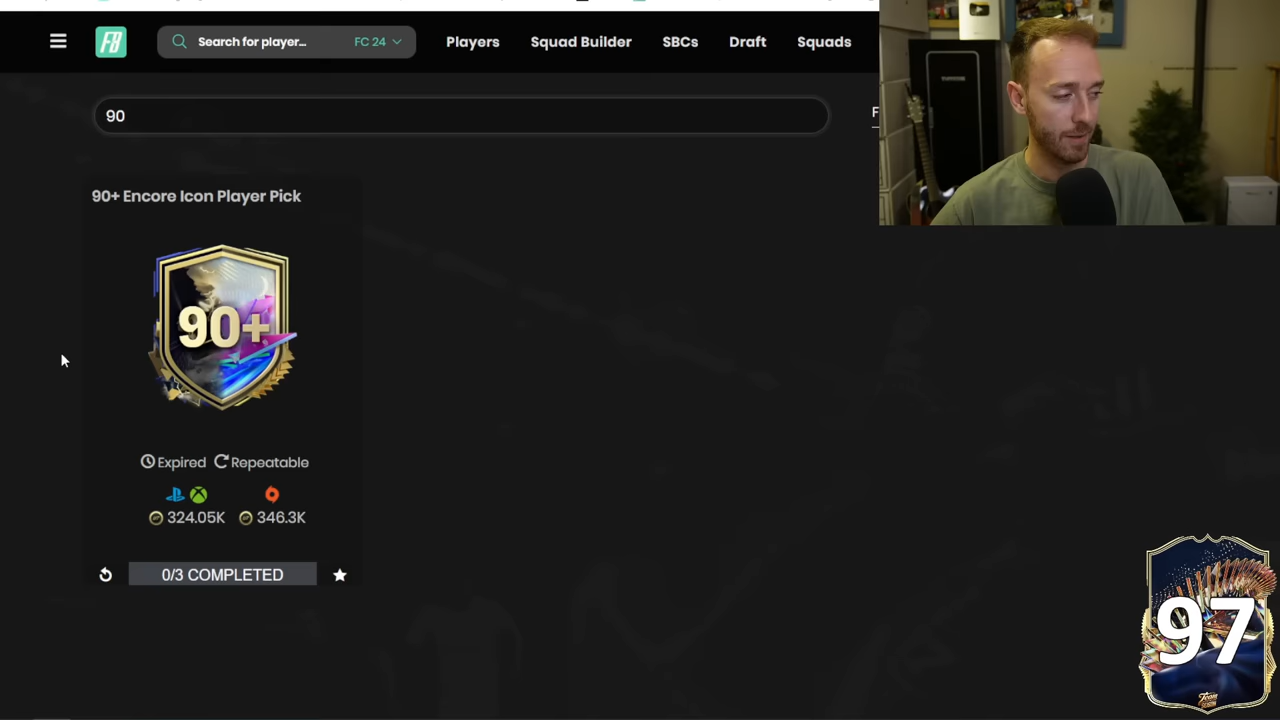 FB
Search for player...
FC 24
Players
Squad Builder
SBCs
Draft
Squads
90
F
90+ Encore Icon Player Pick
90+
Expired
Repeatable
324.05K
346.3K
0/3 COMPLETED
97